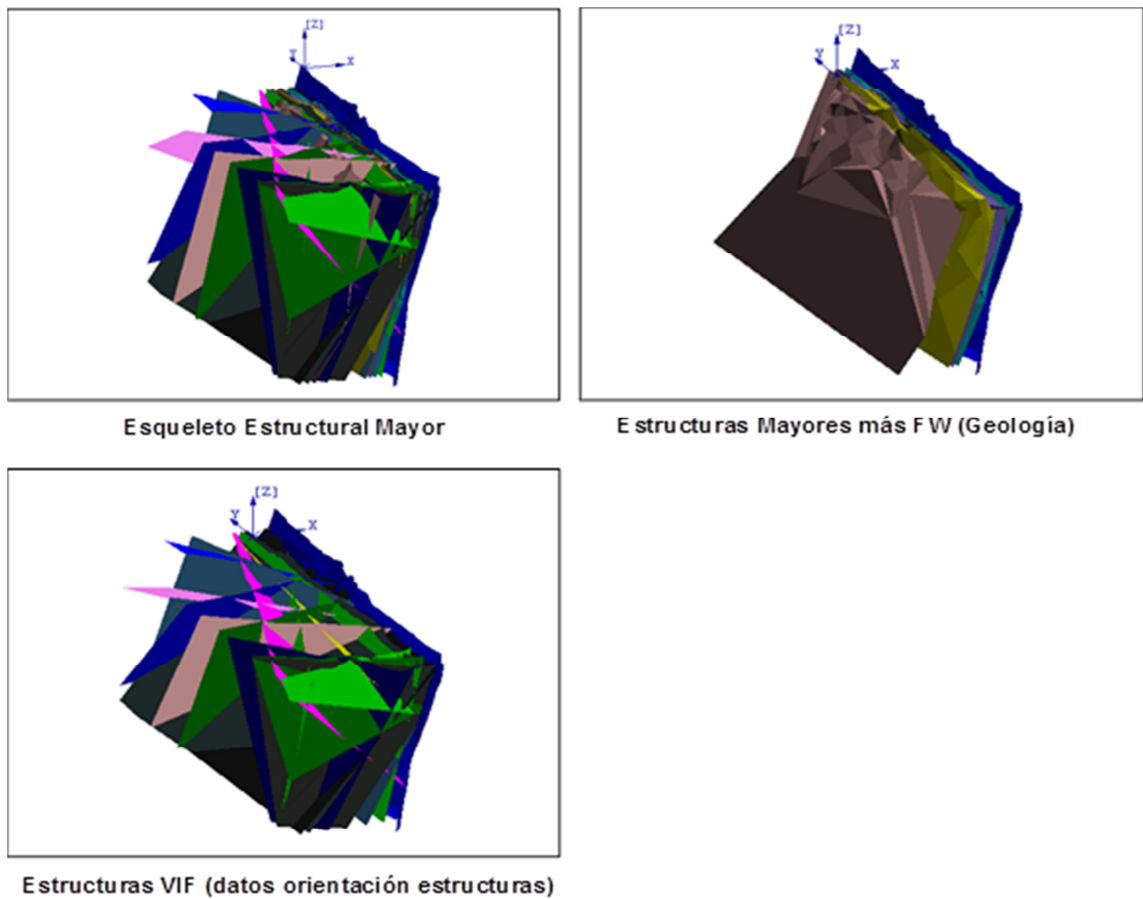 [Z]
Y
X
[Z]
Y
X
Esqueleto Estructural Mayor
Estructuras Mayores más FW (Geología)
[Z]
Y
X
Estructuras VIF (datos orientación estructuras)